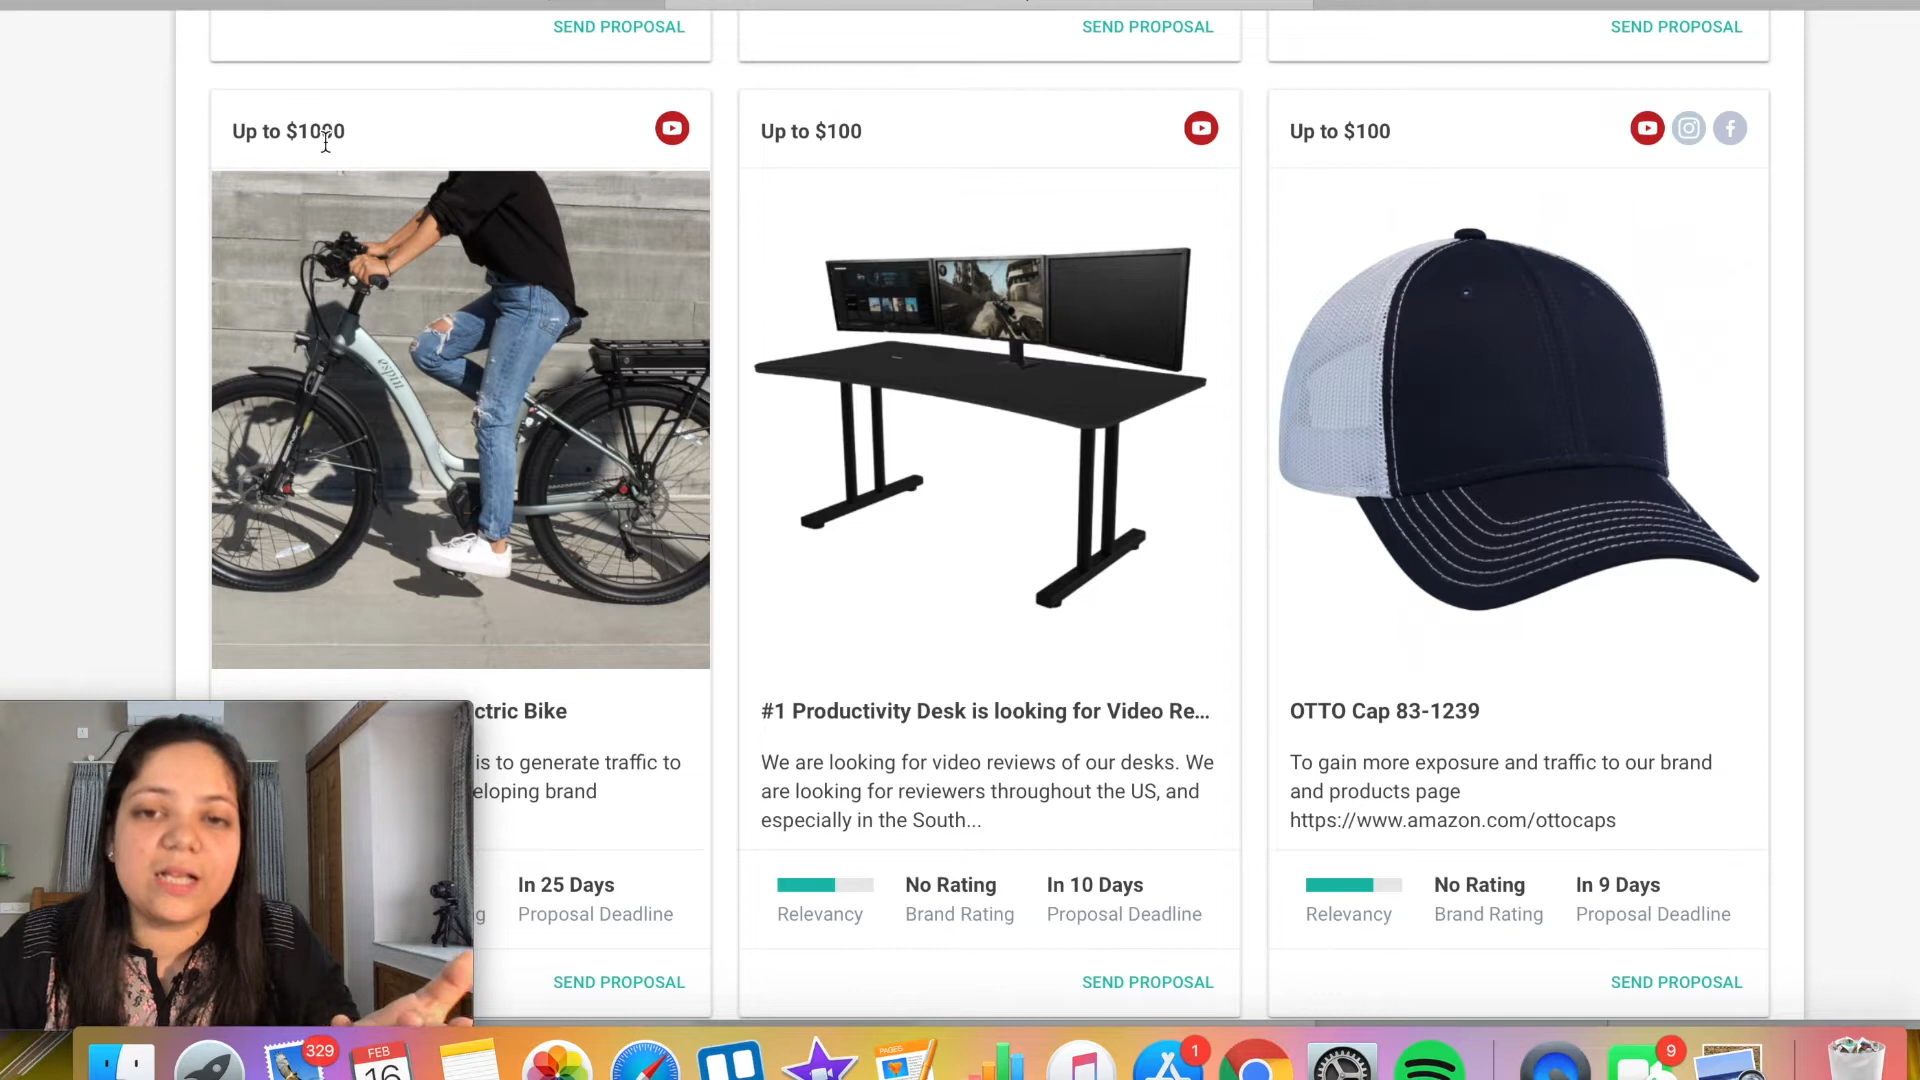 SEND PROPOSAL
SEND PROPOSAL
SEND PROPOSAL
Up to $1000
Up to $100
Up to $100
espin
ctric Bike
is to generate traffic to
eloping brand
g
In 25 Days
Proposal Deadline
SEND PROPOSAL
#1 Productivity Desk is looking for Video Re...
We are looking for video reviews of our desks. We
are looking for reviewers throughout the US, and
especially in the South...
Relevancy
No Rating
Brand Rating
In 10 Days
Proposal Deadline
SEND PROPOSAL
OTTO Cap 83-1239
To gain more exposure and traffic to our brand
and products page
https://www.amazon.com/ottocaps
Relevancy
No Rating
Brand Rating
In 9 Days
Proposal Deadline
SEND PROPOSAL
329
FEB
16
PAGES
1
9